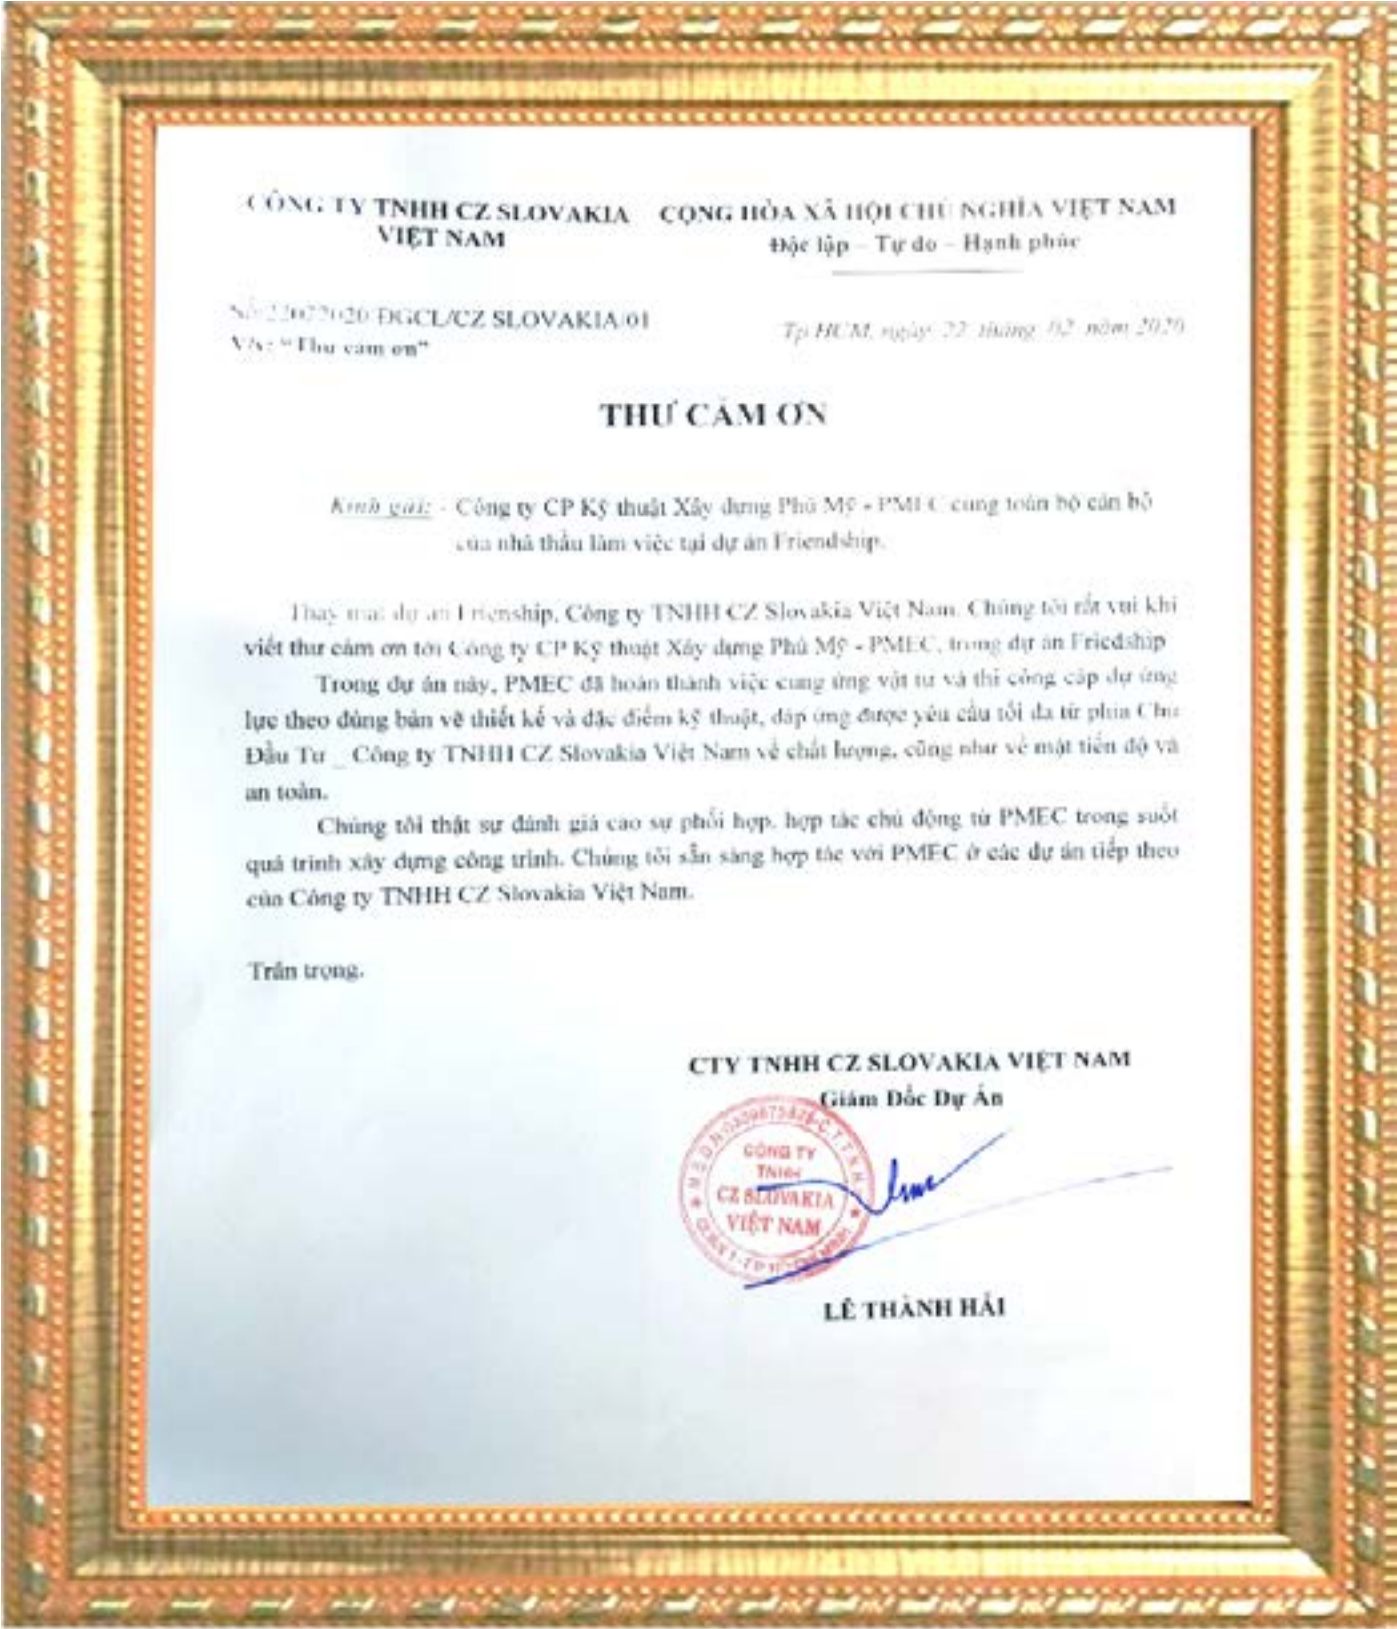 CÔNG TY TNHH CZ SLOVAKIA
VIỆT NAM
CỘNG HÒA XÃ HỘI CHỦ NGHĨA VIỆT NAM
Độc lập – Tự do – Hạnh phúc
Số: 22022020/ĐGCL/CZ SLOVAKIA/01
V/v: “Thư cảm ơn”
Tp HCM, ngày 22 tháng 02 năm 2020
THƯ CẢM ƠN
Kính gửi: - Công ty CP Kỹ thuật Xây dựng Phú Mỹ - PMEC cùng toàn bộ cán bộ
của nhà thầu làm việc tại dự án Friendship.
Thay mặt dự án Frienship, Công ty TNHH CZ Slovakia Việt Nam. Chúng tôi rất vui khi
viết thư cảm ơn tới Công ty CP Kỹ thuật Xây dựng Phú Mỹ - PMEC, trong dự án Friedship
Trong dự án này, PMEC đã hoàn thành việc cung ứng vật tư và thi công cáp dự ứng
lực theo đúng bản vẽ thiết kế và đặc điểm kỹ thuật, đáp ứng được yêu cầu tối đa từ phía Chủ
Đầu Tư _ Công ty TNHH CZ Slovakia Việt Nam về chất lượng, cũng như về mặt tiến độ và
an toàn.
Chúng tôi thật sự đánh giá cao sự phối hợp, hợp tác chủ động từ PMEC trong suốt
quá trình xây dựng công trình. Chúng tôi sẵn sàng hợp tác với PMEC ở các dự án tiếp theo
của Công ty TNHH CZ Slovakia Việt Nam.
Trân trọng.
CTY TNHH CZ SLOVAKIA VIỆT NAM
Giám Đốc Dự Án
CÔNG TY
TNHH
CZ SLOVAKIA
VIỆT NAM
LÊ THÀNH HẢI